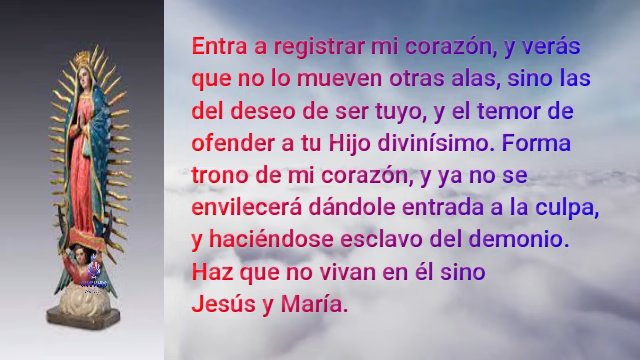 Entra a registrar mi corazón, y verás
que no lo mueven otras alas, sino las
del deseo de ser tuyo, y el temor de
ofender a tu Hijo divinísimo. Forma
trono de mi corazón, y ya no se
envilecerá dándole entrada a la culpa,
y haciéndose esclavo del demonio.
Haz que no vivan en él sino
Jesús y María.